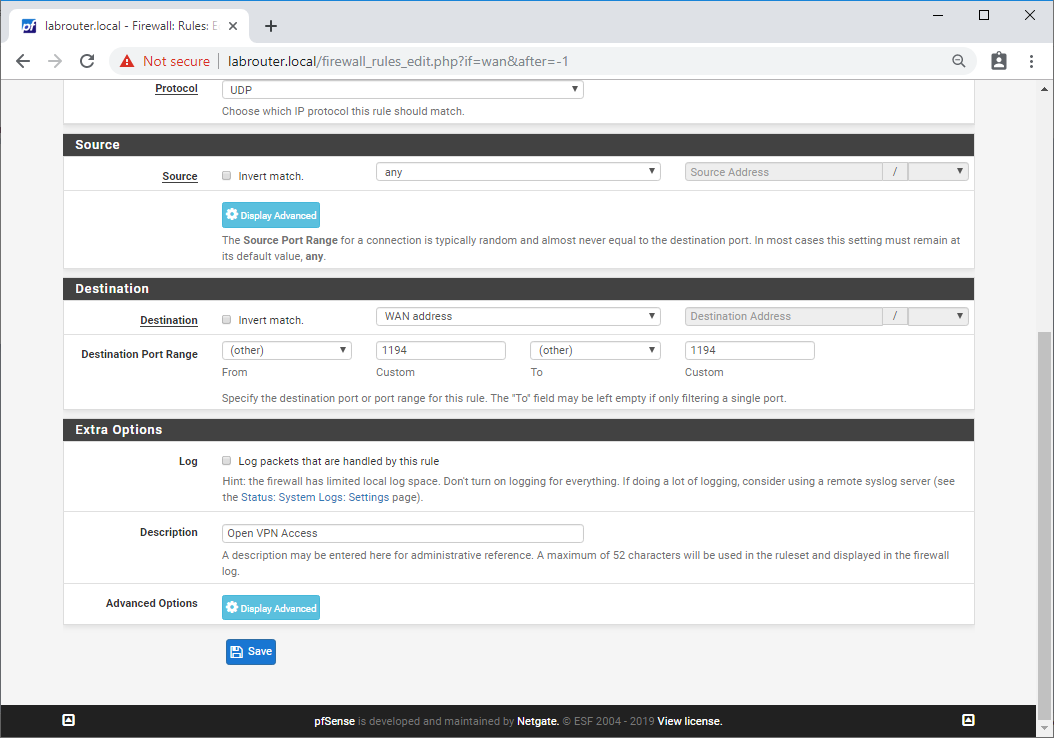 labrouter.local - Firewall: Rules: E
Not secure | labrouter.local/firewall_rules_edit.php?if=wan&after=-1
Protocol
UDP
Choose which IP protocol this rule should match.
Source
Source
Invert match.
any
Source Address
/
Display Advanced
The Source Port Range for a connection is typically random and almost never equal to the destination port. In most cases this setting must remain at
its default value, any.
Destination
Destination
Invert match.
WAN address
Destination Address
/
Destination Port Range
(other)
1194
(other)
1194
From
Custom
To
Custom
Specify the destination port or port range for this rule. The "To" field may be left empty if only filtering a single port.
Extra Options
Log
Log packets that are handled by this rule
Hint: the firewall has limited local log space. Don't turn on logging for everything. If doing a lot of logging, consider using a remote syslog server (see
the Status: System Logs: Settings page).
Description
Open VPN Access
A description may be entered here for administrative reference. A maximum of 52 characters will be used in the ruleset and displayed in the firewall
log.
Advanced Options
Display Advanced
Save
pfSense is developed and maintained by Netgate. © ESF 2004 - 2019 View license.